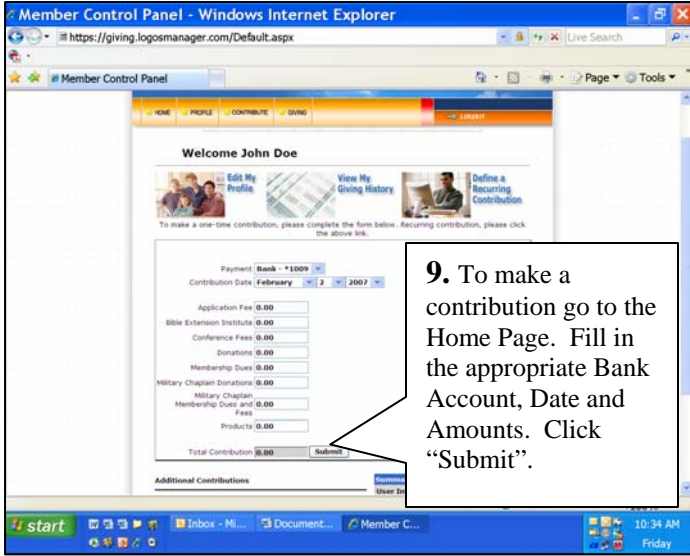 Member Control Panel - Windows Internet Explorer
https://giving.logosmanager.com/Default.aspx
Live Search
Member Control Panel
Page
Tools
HOME PROFILE CONTRIBUTE GIVING LOGOUT
Welcome John Doe
Edit My Profile
View My Giving History
Define a Recurring Contribution
To make a one-time contribution, please complete the form below. Recurring contribution, please click
the above link.
Payment Bank - *1009
Contribution Date February 2 2007
Application Fee 0.00
Bible Extension Institute 0.00
Conference Fees 0.00
Donations 0.00
Membership Dues 0.00
Military Chaplain Donations 0.00
Military Chaplain
Membership Dues and 0.00
Fees
Products 0.00
Total Contribution 0.00 Submit
Additional Contributions
9. To make a
contribution go to the
Home Page. Fill in
the appropriate Bank
Account, Date and
Amounts. Click
“Submit”.
start
Inbox - Mi...
Document...
Member C...
10:34 AM
Friday